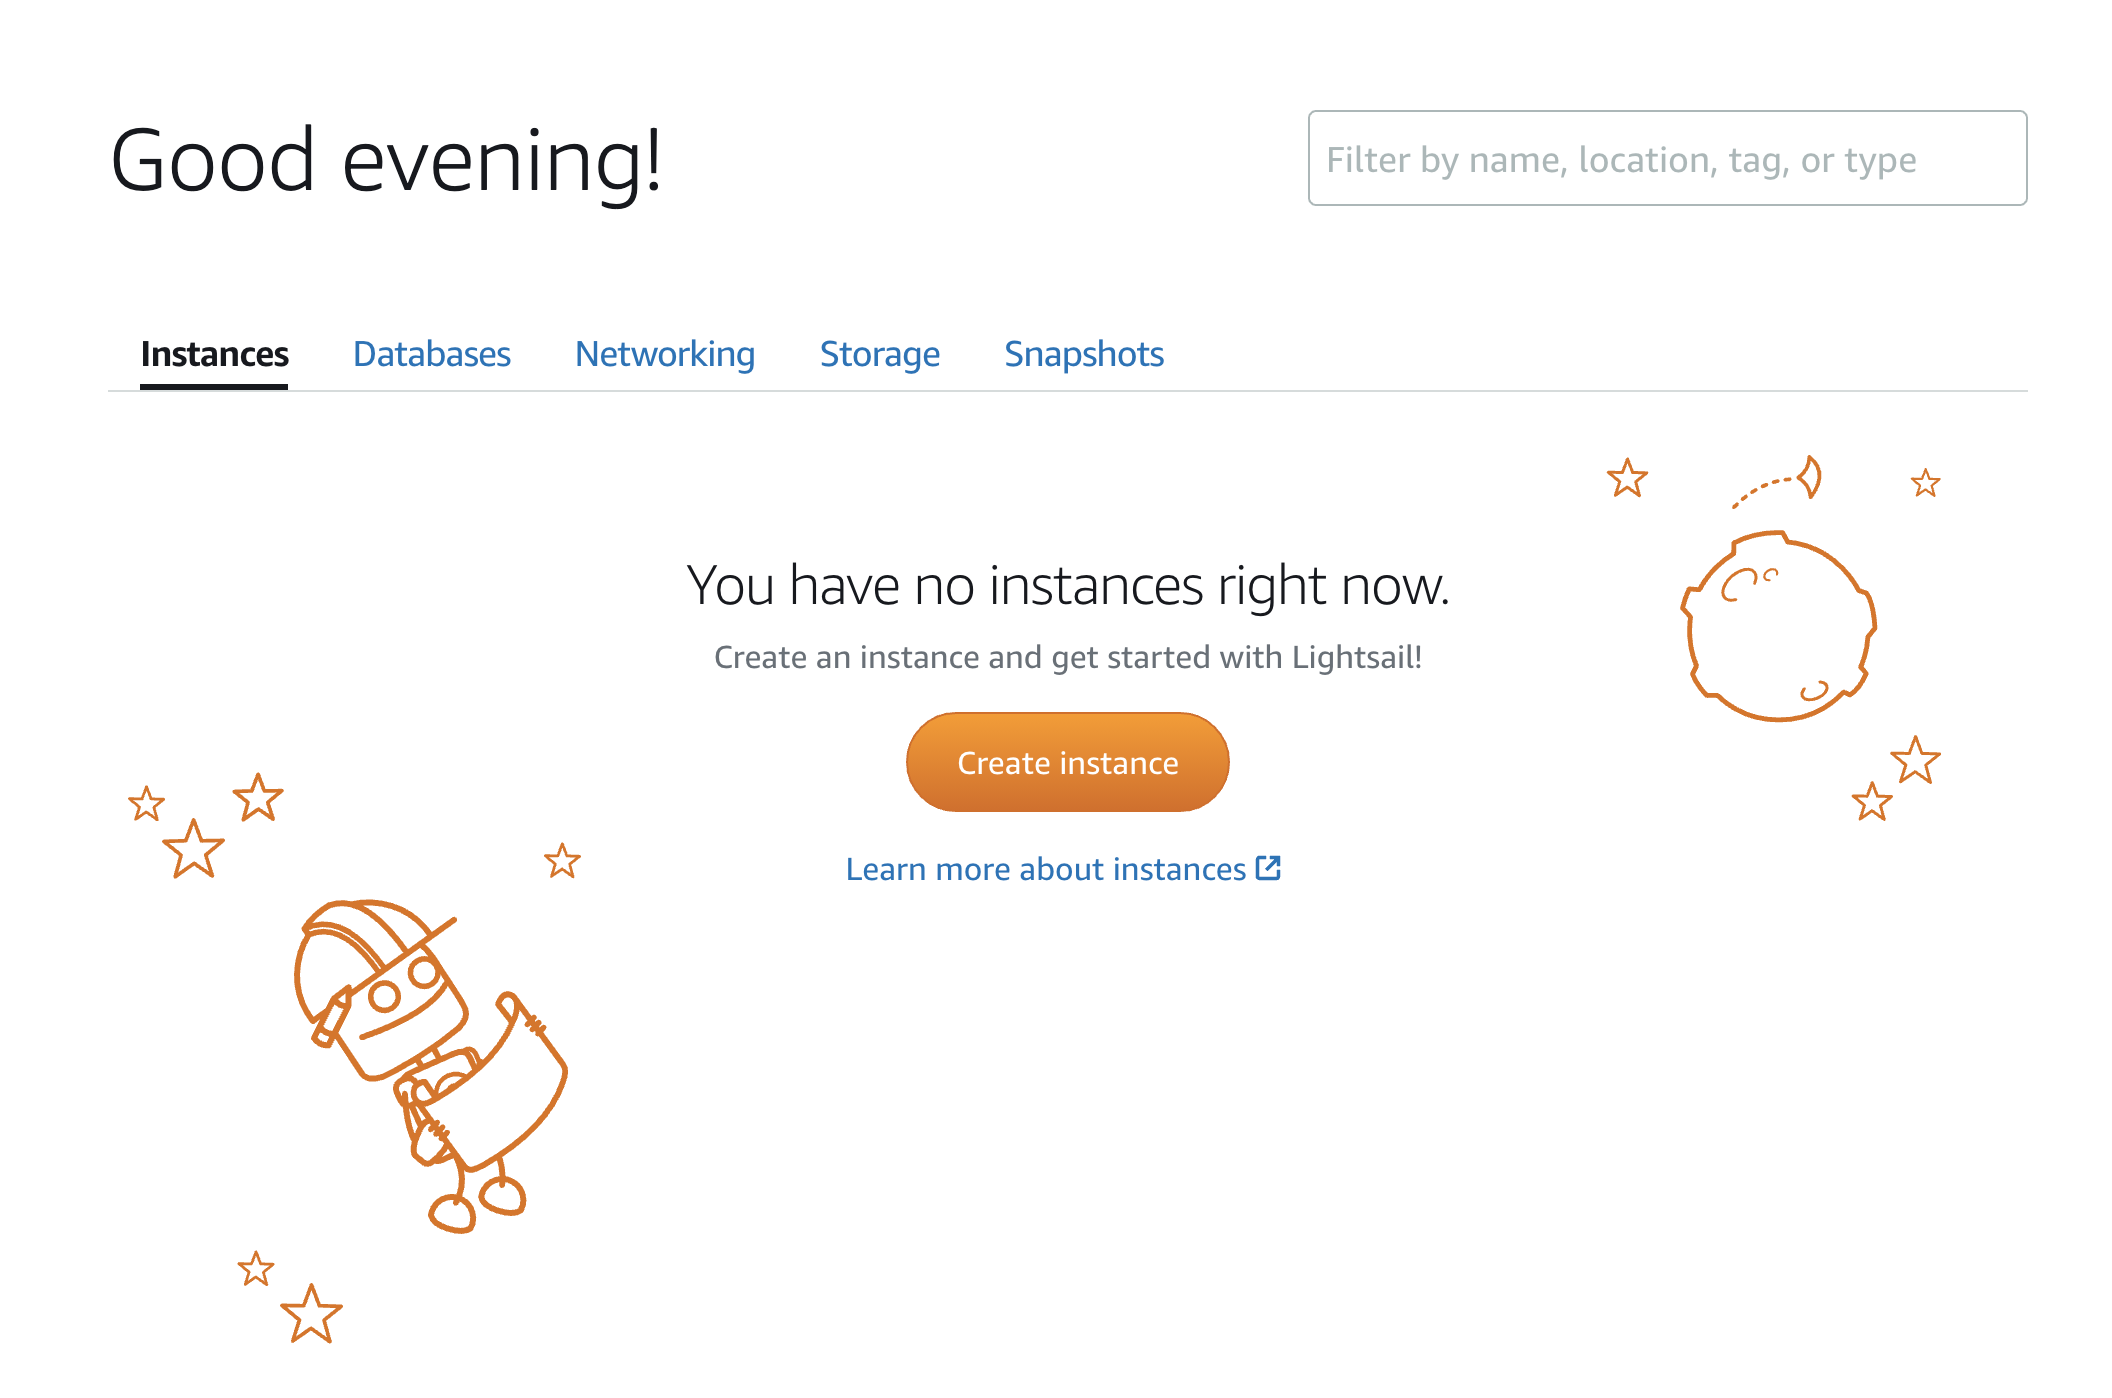 Good evening!
Filter by name, location, tag, or type
Instances
Databases
Networking
Storage
Snapshots
You have no instances right now.
Create an instance and get started with Lightsail!
Create instance
Learn more about instances